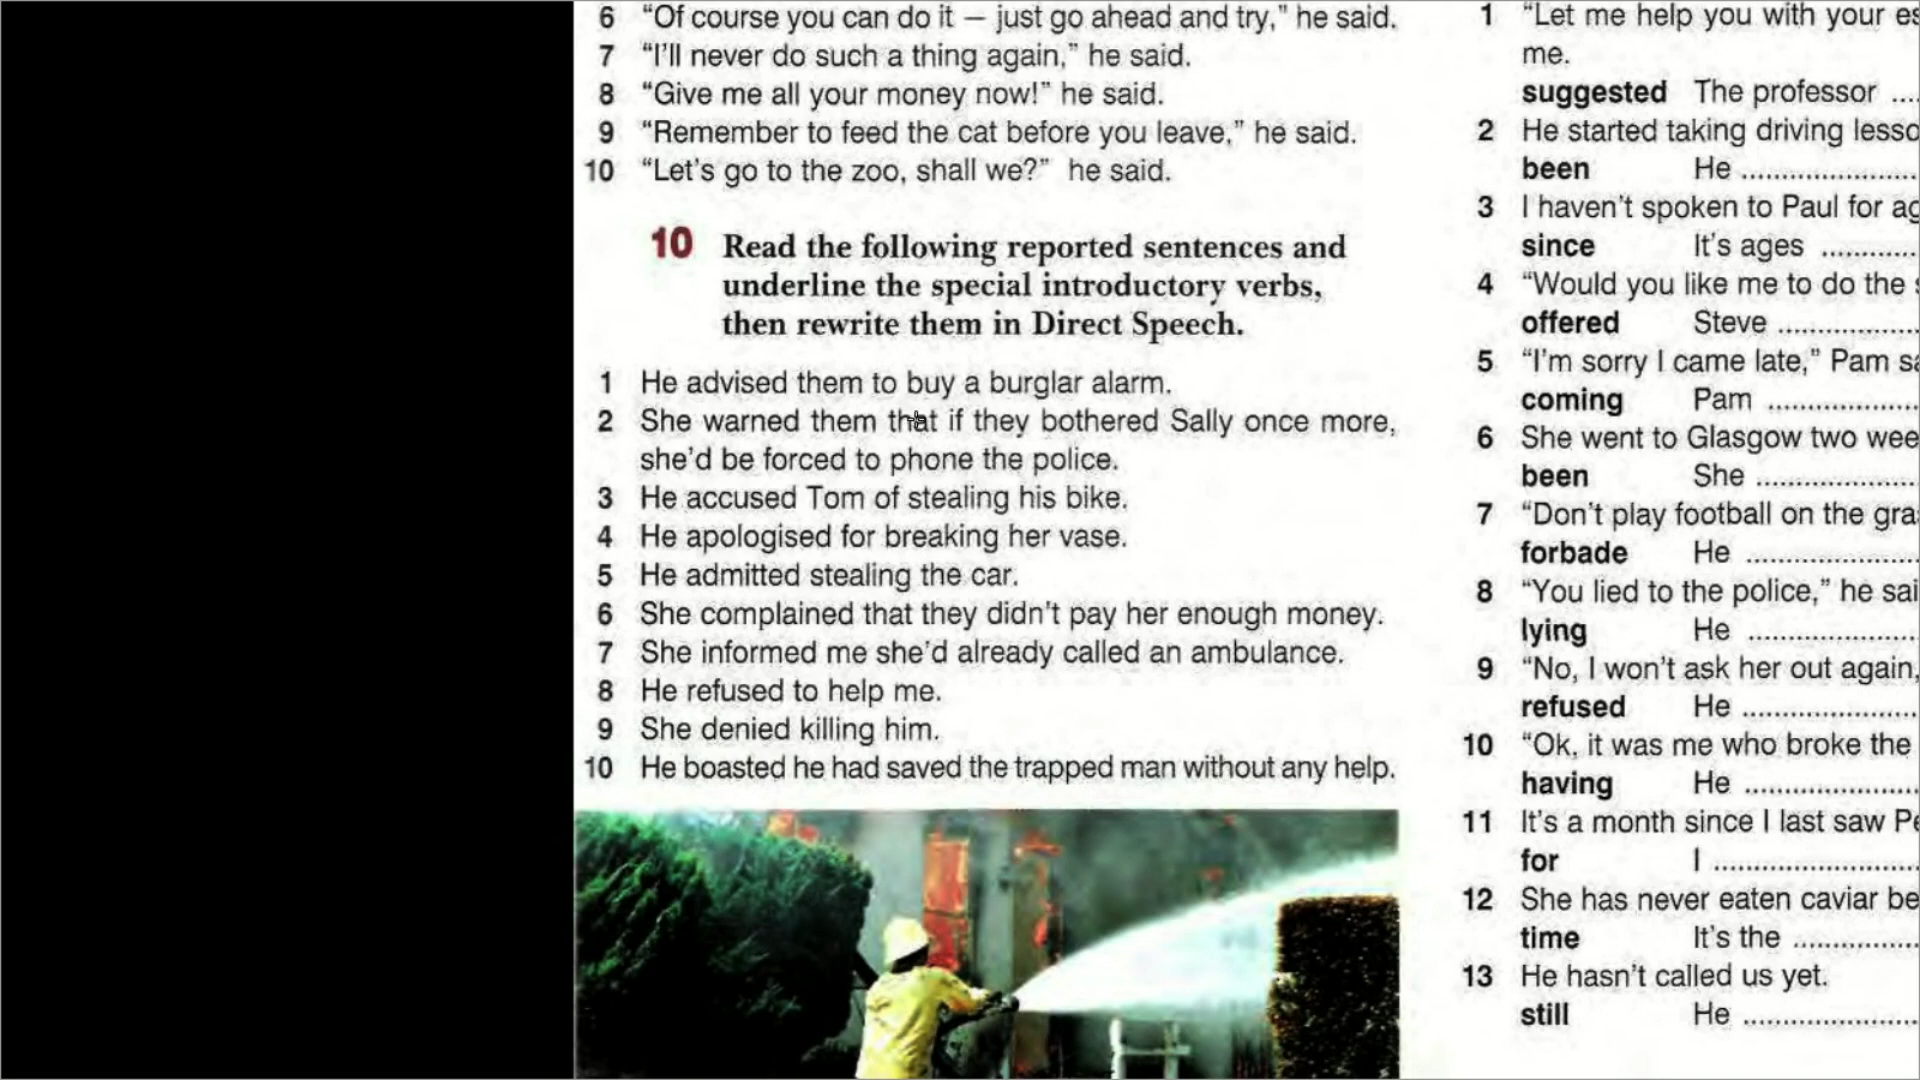 6 “Of course you can do it — just go ahead and try,” he said.
7 “I’ll never do such a thing again,” he said.
8 “Give me all your money now!” he said.
9 “Remember to feed the cat before you leave,” he said.
10 “Let’s go to the zoo, shall we?” he said.
10 Read the following reported sentences and
underline the special introductory verbs,
then rewrite them in Direct Speech.
1 He advised them to buy a burglar alarm.
2 She warned them that if they bothered Sally once more,
she’d be forced to phone the police.
3 He accused Tom of stealing his bike.
4 He apologised for breaking her vase.
5 He admitted stealing the car.
6 She complained that they didn’t pay her enough money.
7 She informed me she’d already called an ambulance.
8 He refused to help me.
9 She denied killing him.
10 He boasted he had saved the trapped man without any help.
1 “Let me help you with your
me.
suggested The professor ....
2 He started taking driving
been He ........................
3 I haven’t spoken to Paul for
since It’s ages .............
4 “Would you like me to do the
offered Steve ...................
5 “I’m sorry I came late,” Pam
coming Pam .....................
6 She went to Glasgow two
been She ......................
7 “Don’t play football on the
forbade He ........................
8 “You lied to the police,” he
lying He ........................
9 “No, I won’t ask her out again,
refused He ........................
10 “Ok, it was me who broke the
having He ........................
11 It’s a month since I last saw
for I ............................
12 She has never eaten caviar
time It’s the .................
13 He hasn’t called us yet.
still He ........................